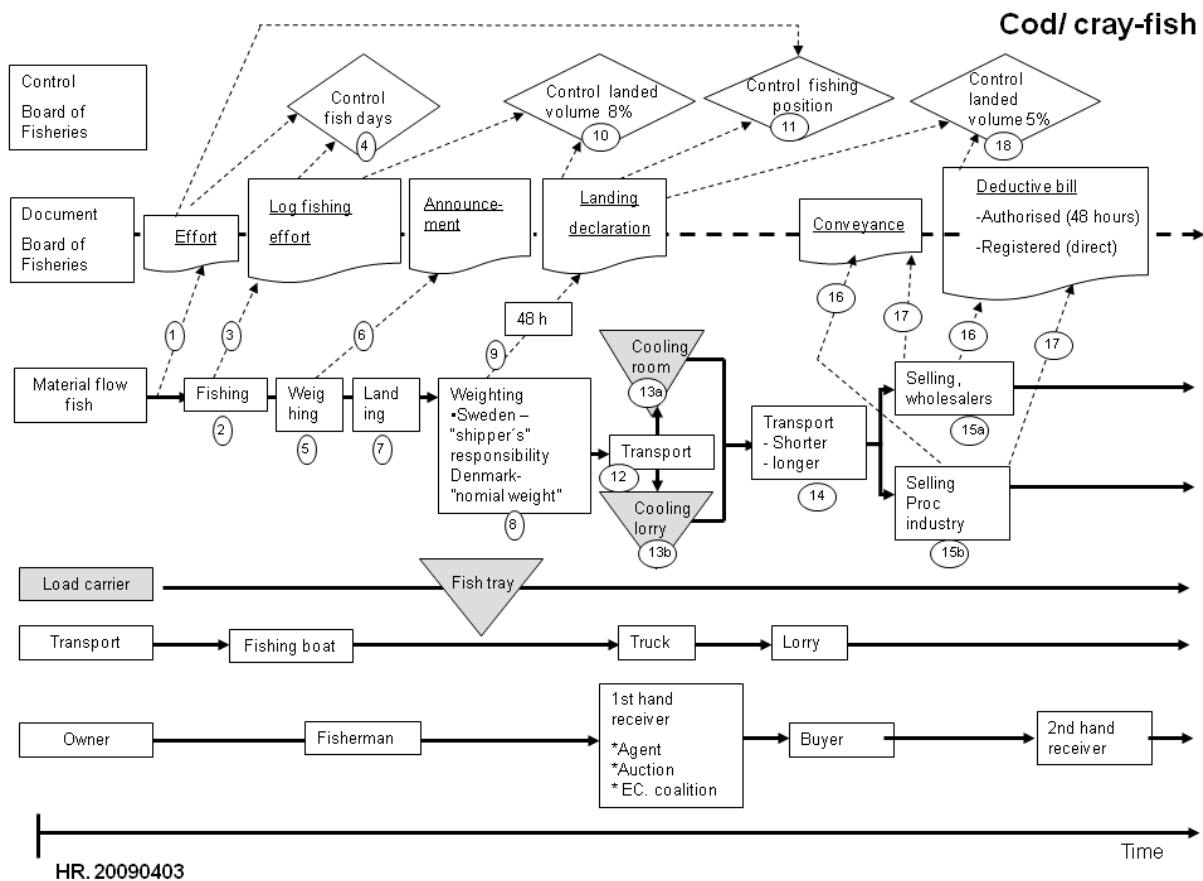 Cod/ cray-fish
Control
Board of
Fisheries
Control
fish days
4
Control landed
volume 8%
10
Control fishing
position
11
Control
landed
volume 5%
18
Document
Board of
Fisheries
Effort
Log fishing
effort
Announce-
ment
Landing
declaration
Conveyance
Deductive bill
-Authorised (48 hours)
-Registered (direct)
1
3
6
9
48 h
16
17
16
17
Material flow
fish
Fishing
2
Weig
hing
5
Land
ing
7
Weighting
▪Sweden –
"shipper´s"
responsibility
Denmark-
"nomial weight"
8
Cooling
room
13a
Transport
12
Cooling
lorry
13b
Transport
- Shorter
- longer
14
Selling,
wholesalers
15a
Selling
Proc
industry
15b
Load carrier
Fish tray
Transport
Fishing boat
Truck
Lorry
Owner
Fisherman
1st hand
receiver
*Agent
*Auction
* EC. coalition
Buyer
2nd hand
receiver
Time
HR. 20090403